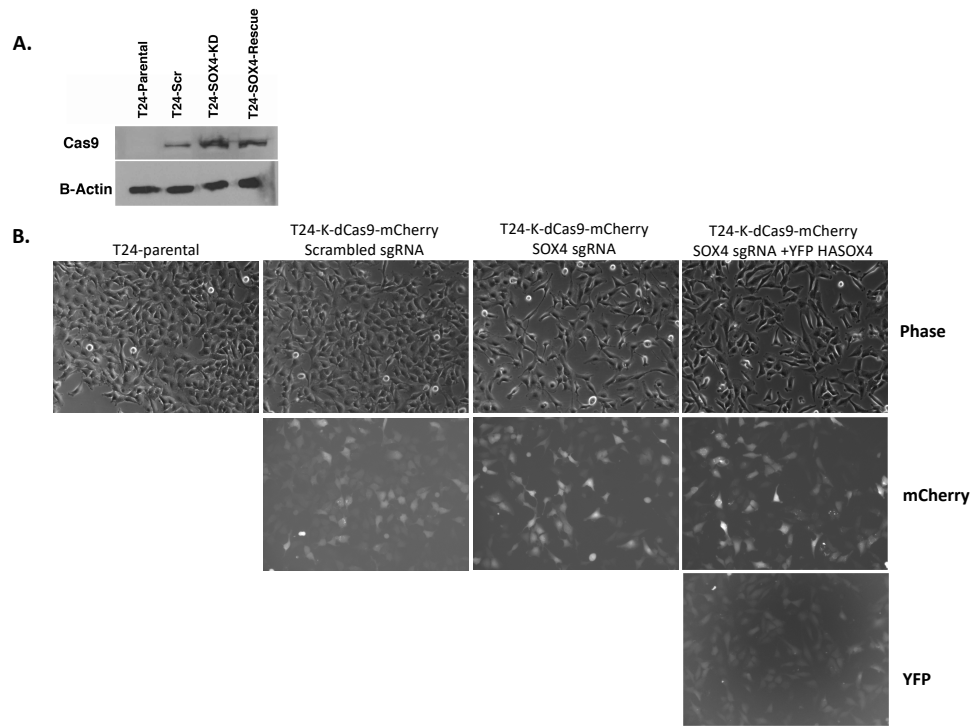 A.
T24-Parental
T24-Scr
T24-SOX4-KD
T24-SOX4-Rescue
Cas9
B-Actin
B.
T24-parental
T24-K-dCas9-mCherry
Scrambled sgRNA
T24-K-dCas9-mCherry
SOX4 sgRNA
T24-K-dCas9-mCherry
SOX4 sgRNA +YFP HASOX4
Phase
mCherry
YFP